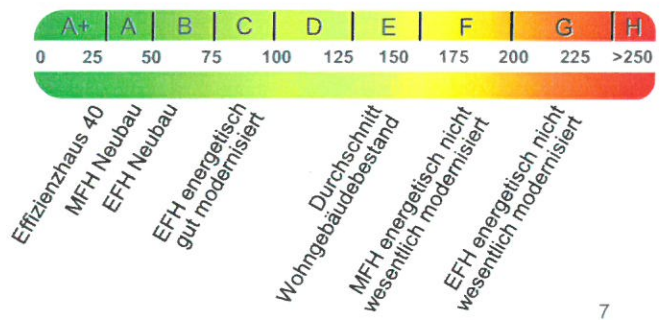 A+ A B C D E F G H
0 25 50 75 100 125 150 175 200 225 >250
Effizienzhaus 40
MFH Neubau
EFH Neubau
EFH energetisch
gut modernisiert
Durchschnitt
Wohngebäudebestand
MFH energetisch nicht
wesentlich modernisiert
EFH energetisch nicht
wesentlich modernisiert
7